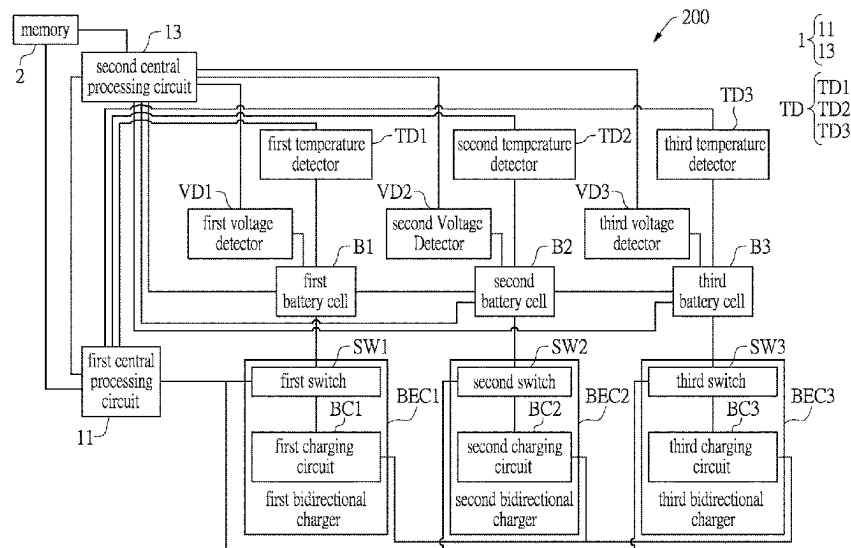 memory
2
13
second central
processing circuit
200
1 { 11
13
TD { TD1
TD2
TD3
first temperature
detector
TD1
second temperature
detector
TD2
third temperature
detector
TD3
VD1
first voltage
detector
VD2
second Voltage
Detector
VD3
third voltage
detector
B1
first
battery cell
B2
second
battery cell
B3
third
battery cell
first central
processing
circuit
11
SW1
first switch
BEC1
BC1
first charging
circuit
first bidirectional
charger
SW2
second switch
BEC2
BC2
second charging
circuit
second bidirectional
charger
SW3
third switch
BEC3
BC3
third charging
circuit
third bidirectional
charger